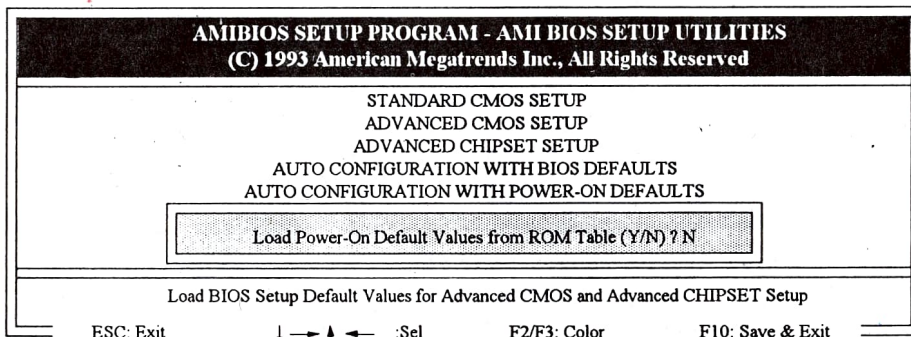 AMIBIOS SETUP PROGRAM - AMI BIOS SETUP UTILITIES
(C) 1993 American Megatrends Inc., All Rights Reserved
STANDARD CMOS SETUP
ADVANCED CMOS SETUP
ADVANCED CHIPSET SETUP
AUTO CONFIGURATION WITH BIOS DEFAULTS
AUTO CONFIGURATION WITH POWER-ON DEFAULTS
Load Power-On Default Values from ROM Table (Y/N) ? N
Load BIOS Setup Default Values for Advanced CMOS and Advanced CHIPSET Setup
ESC: Exit ↓ → ↑ ← :Sel F2/F3: Color F10: Save & Exit